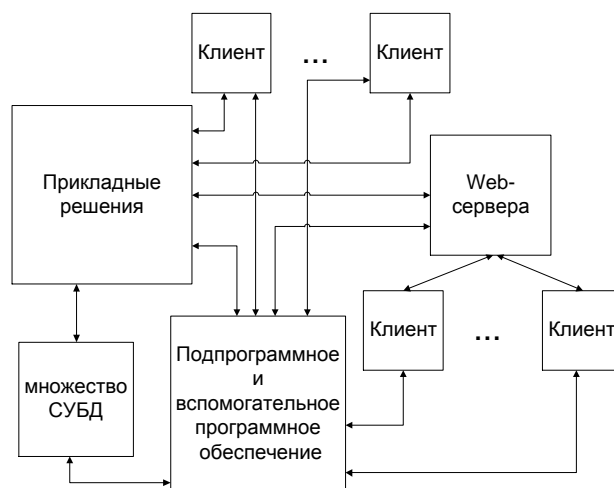 Клиент
...
Клиент
Прикладные
решения
Web-
сервера
Клиент
...
Клиент
множество
СУБД
Подпрограммное
и
вспомогательное
программное
обеспечение